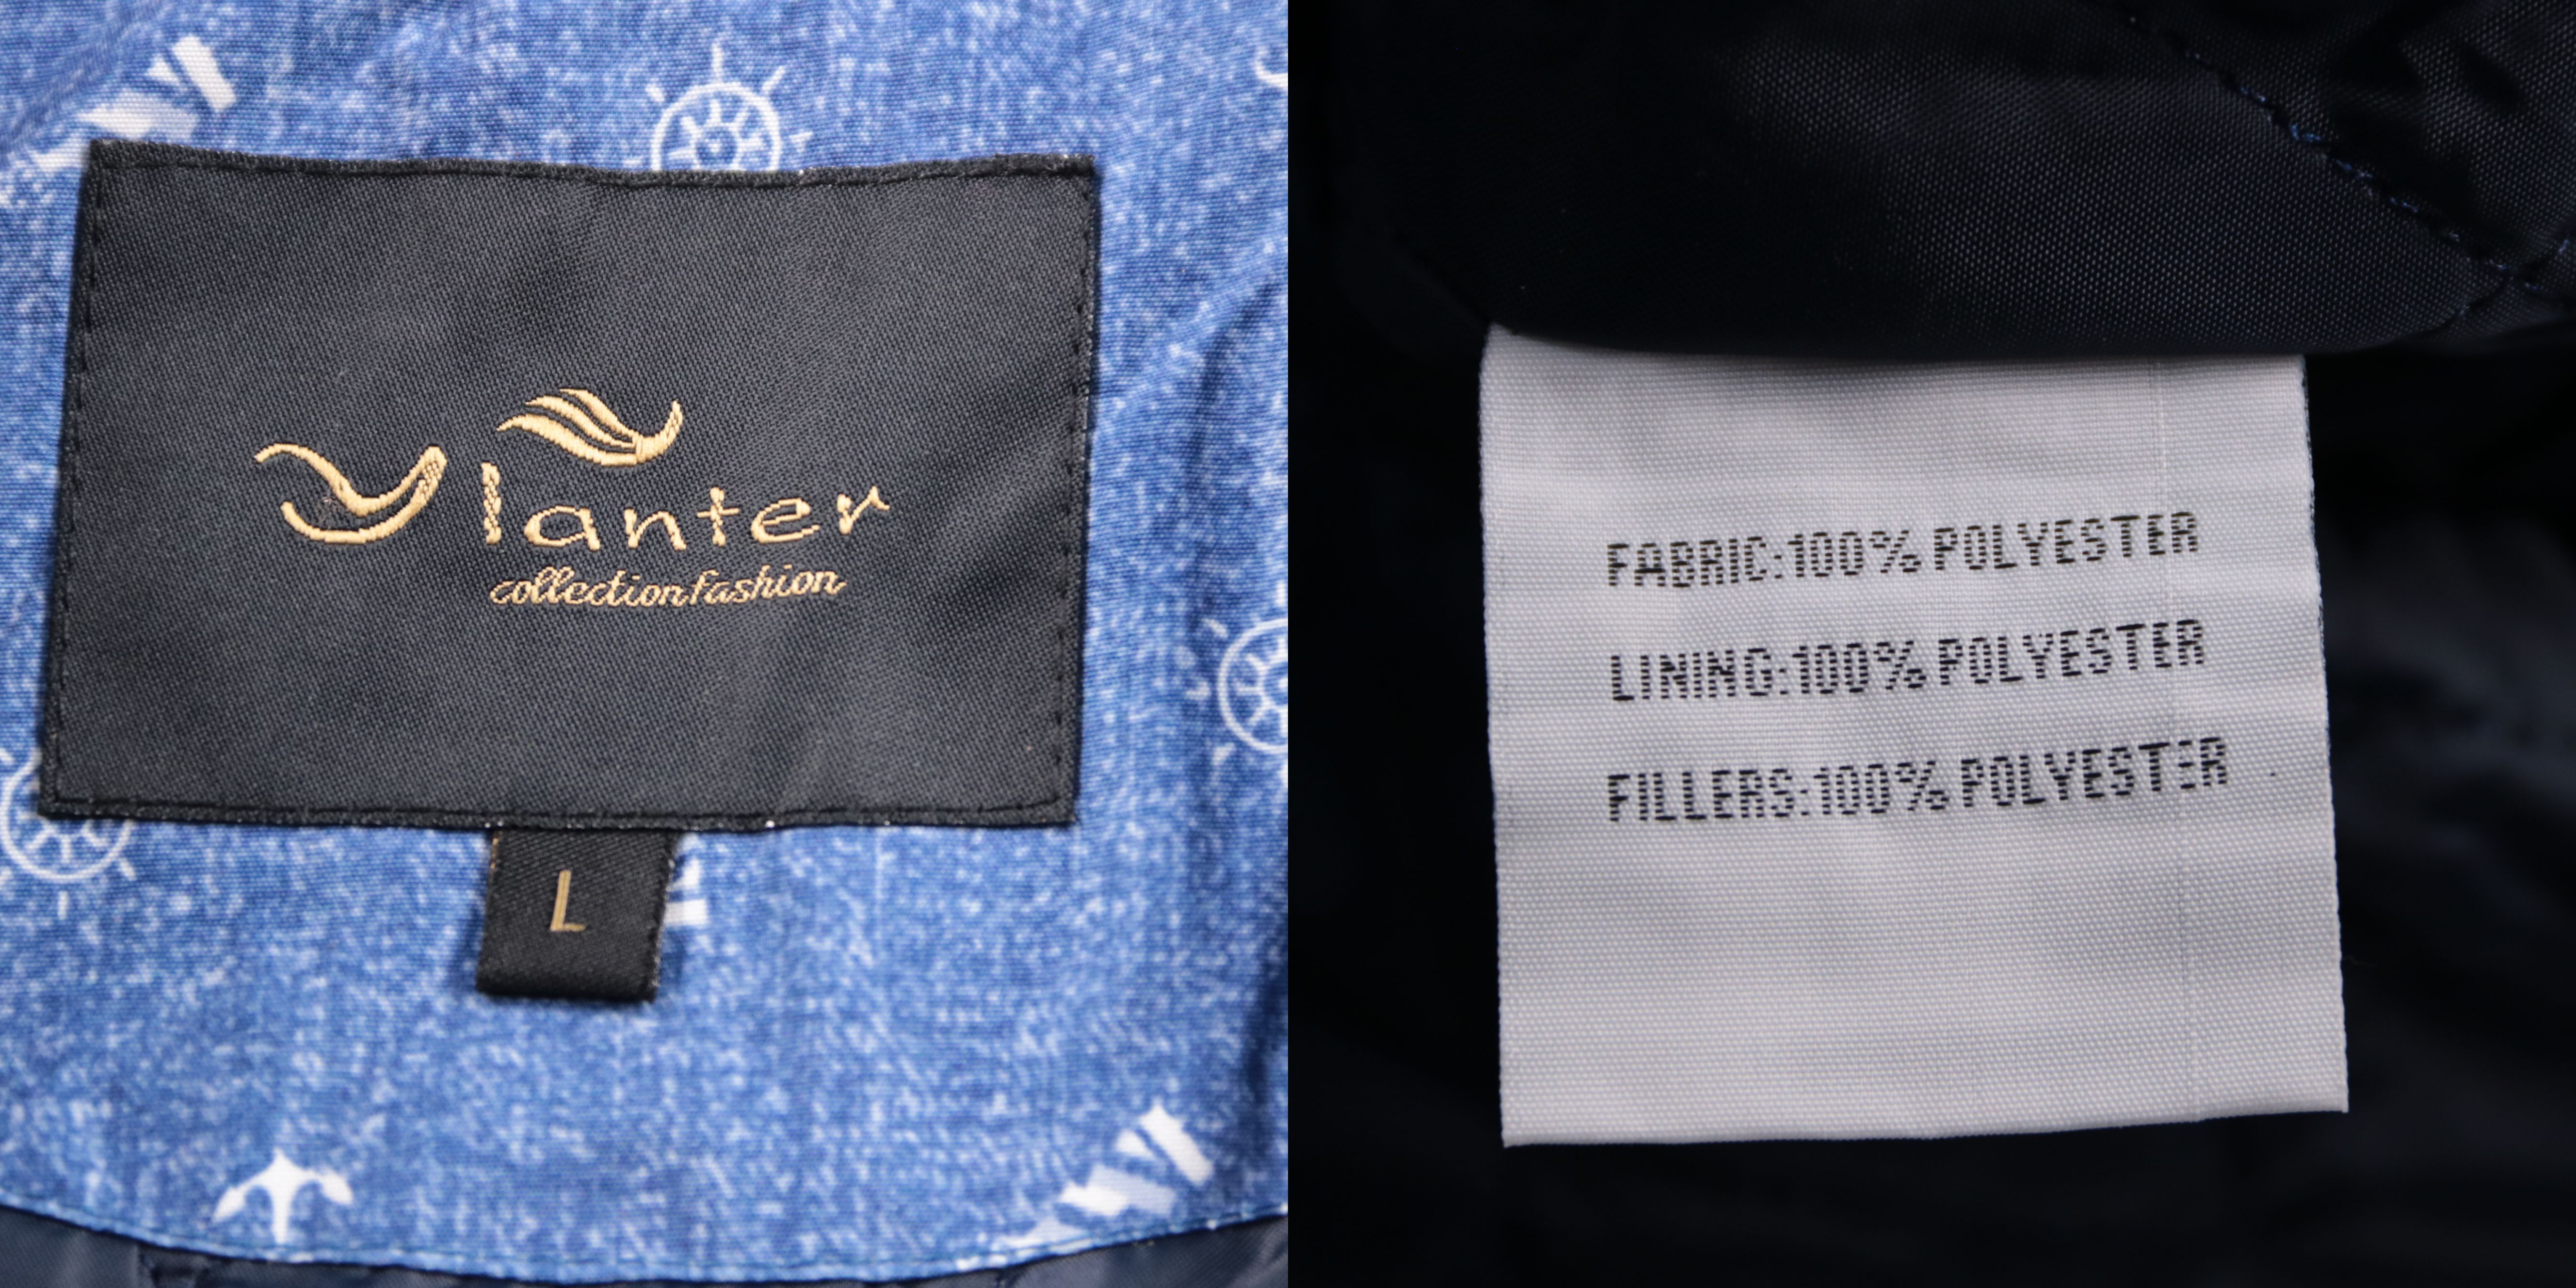 Ylanter
collection fashion
L
FABRIC:100% POLYESTER
LINING:100% POLYESTER
FILLERS:100% POLYESTER